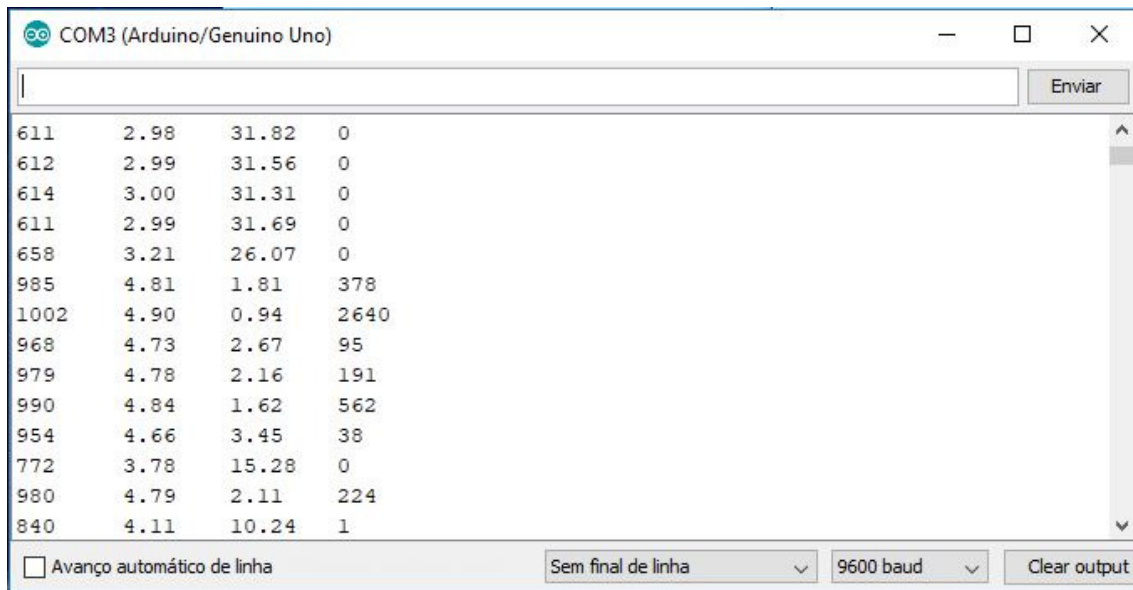 COM3 (Arduino/Genuino Uno)
Enviar
611 2.98 31.82 0
612 2.99 31.56 0
614 3.00 31.31 0
611 2.99 31.69 0
658 3.21 26.07 0
985 4.81 1.81 378
1002 4.90 0.94 2640
968 4.73 2.67 95
979 4.78 2.16 191
990 4.84 1.62 562
954 4.66 3.45 38
772 3.78 15.28 0
980 4.79 2.11 224
840 4.11 10.24 1
Avanço automático de linha Sem final de linha 9600 baud Clear output